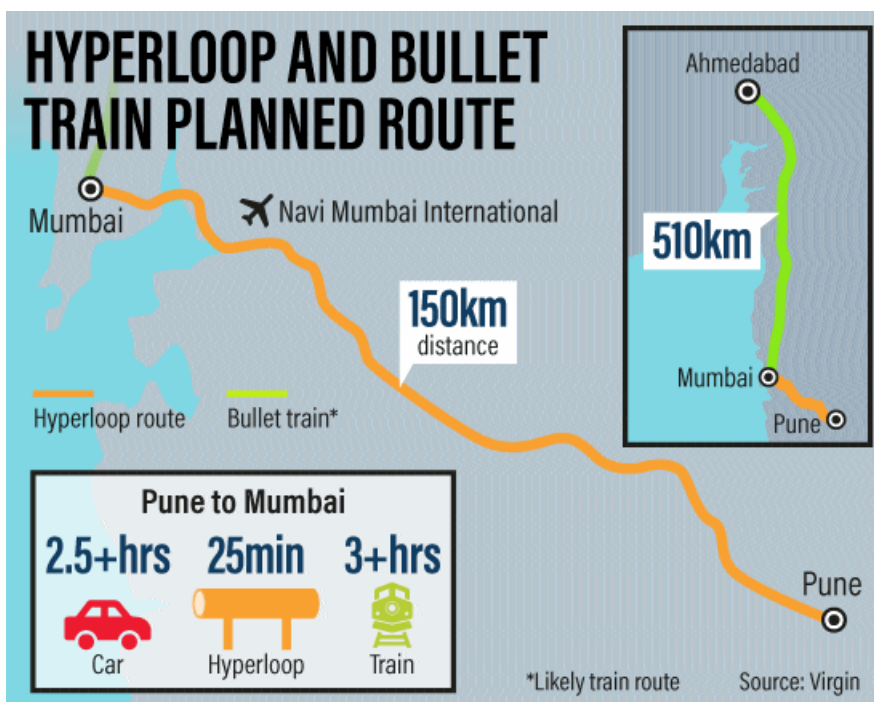 HYPERLOOP AND BULLET
TRAIN PLANNED ROUTE
Mumbai
Navi Mumbai International
150km
distance
Hyperloop route
Bullet train*
Pune to Mumbai
2.5+hrs
25min
3+hrs
Car
Hyperloop
Train
Pune
*Likely train route
Source: Virgin
Ahmedabad
510km
Mumbai
Pune